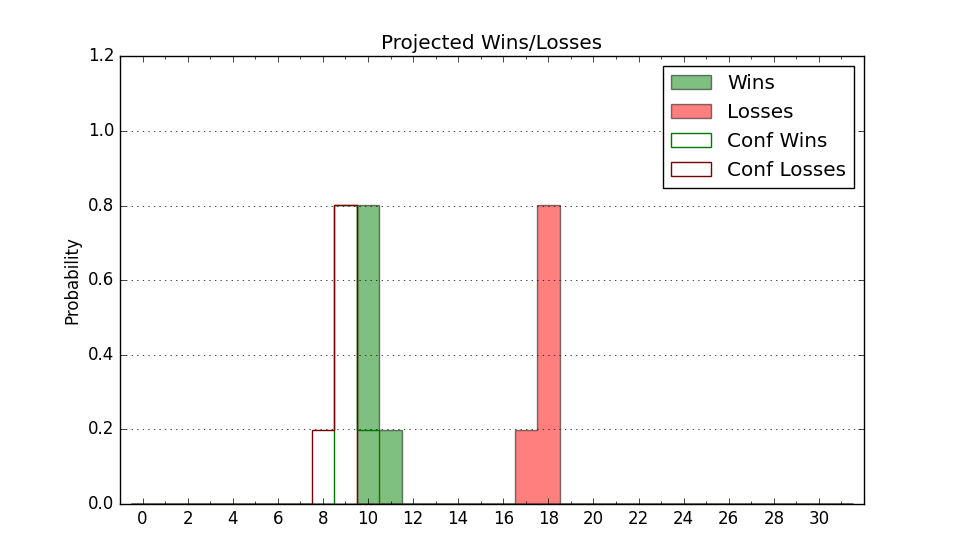 Projected Wins/Losses
1.2
1.0
0.8
0.6
0.4
0.2
0.0
Probability
Wins
Losses
Conf Wins
Conf Losses
0 2 4 6 8 10 12 14 16 18 20 22 24 26 28 30